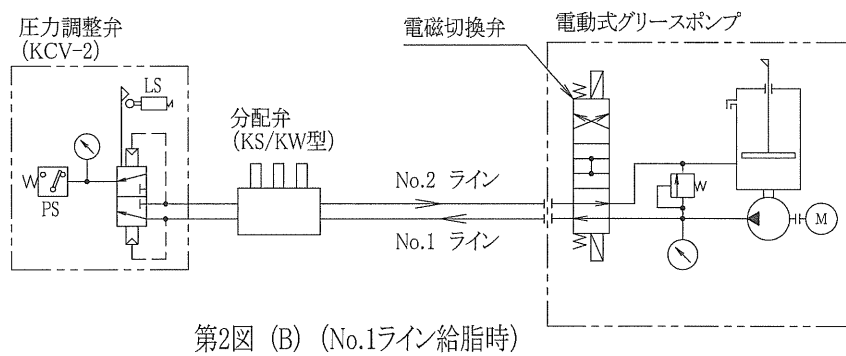 圧力調整弁
(KCV-2)
LS
PS
分配弁
(KS/KW型)
No.2 ライン
No.1 ライン
電磁切換弁
電動式グリースポンプ
M
第2図 (B) (No.1ライン給脂時)